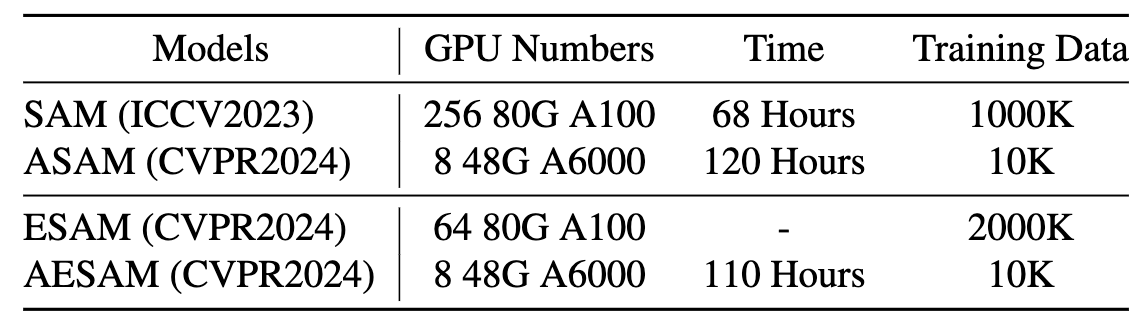 Models GPU Numbers Time Training Data
SAM (ICCV2023) 256 80G A100 68 Hours 1000K
ASAM (CVPR2024) 8 48G A6000 120 Hours 10K
ESAM (CVPR2024) 64 80G A100 - 2000K
AESAM (CVPR2024) 8 48G A6000 110 Hours 10K